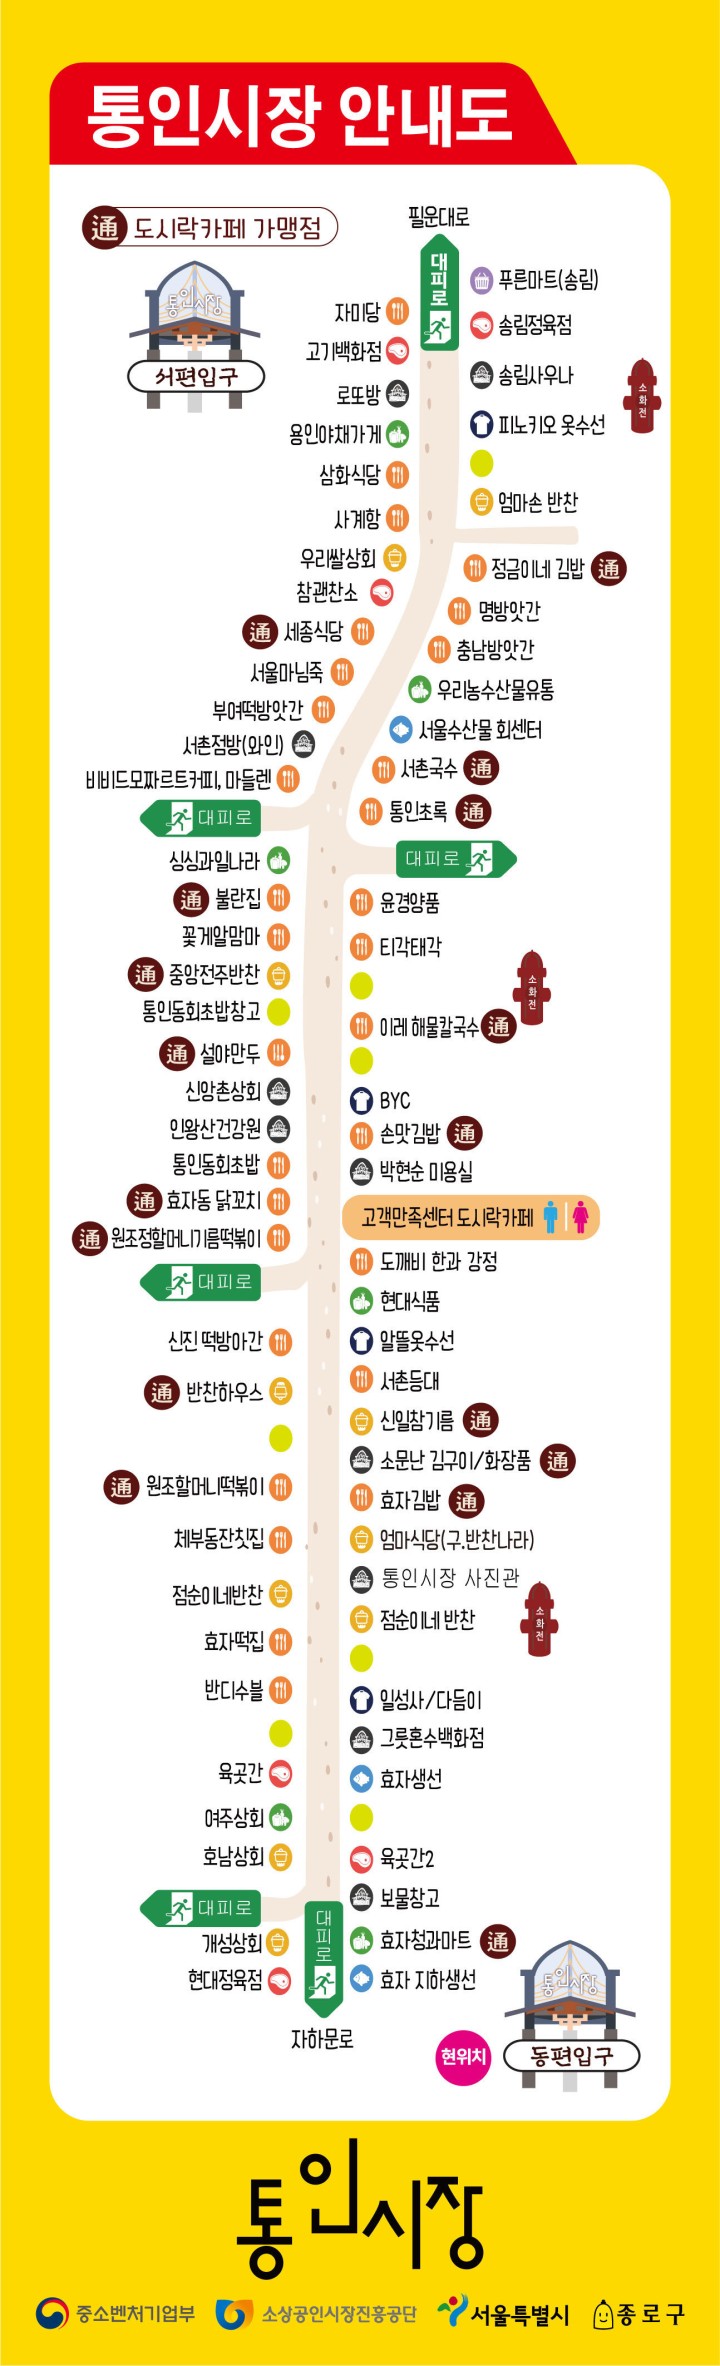 통인시장 안내도
通 도시락카페 가맹점
필운대로
대피로
통인시장
서편입구
푸른마트(송림)
자미당
송림정육점
고기백화점
송림사우나
로또방
소화전
피노키오 옷수선
용인야채가게
삼화식당
엄마손 반찬
사계항
우리쌀상회
정금이네 김밥 通
참괜찬소
명방앗간
通 세종식당
충남방앗간
서울마님죽
우리농수산물유통
부여떡방앗간
서울수산물 회센터
서촌점방(와인)
서촌국수 通
비비드모짜르트커피, 마들렌
통인초록 通
대피로
대피로
싱싱과일나라
通 불란집
윤경양품
꽃게알맘마
티각태각
通 중앙전주반찬
소화전
통인동회초밥창고
이레 해물칼국수 通
通 설야만두
신앙촌상회
BYC
인왕산건강원
손맛김밥 通
통인동회초밥
박현순 미용실
通 효자동 닭꼬치
고객만족센터 도시락카페
通 원조정할머니기름떡볶이
도깨비 한과 강정
대피로
현대식품
신진 떡방아간
알뜰옷수선
通 반찬하우스
서촌등대
신일참기름 通
소문난 김구이/화장품 通
通 원조할머니떡볶이
효자김밥 通
체부동잔칫집
엄마식당(구.반찬나라)
통인시장 사진관
점순이네반찬
점순이네 반찬
소화전
효자떡집
반디수블
일성사/다듬이
그릇혼수백화점
육곳간
효자생선
여주상회
호남상회
육곳간2
보물창고
대피로
대피로
개성상회
효자청과마트 通
현대정육점
효자 지하생선
통인시장
자하문로
현위치
동편입구
통인시장
중소벤처기업부
소상공인시장진흥공단
서울특별시
종로구